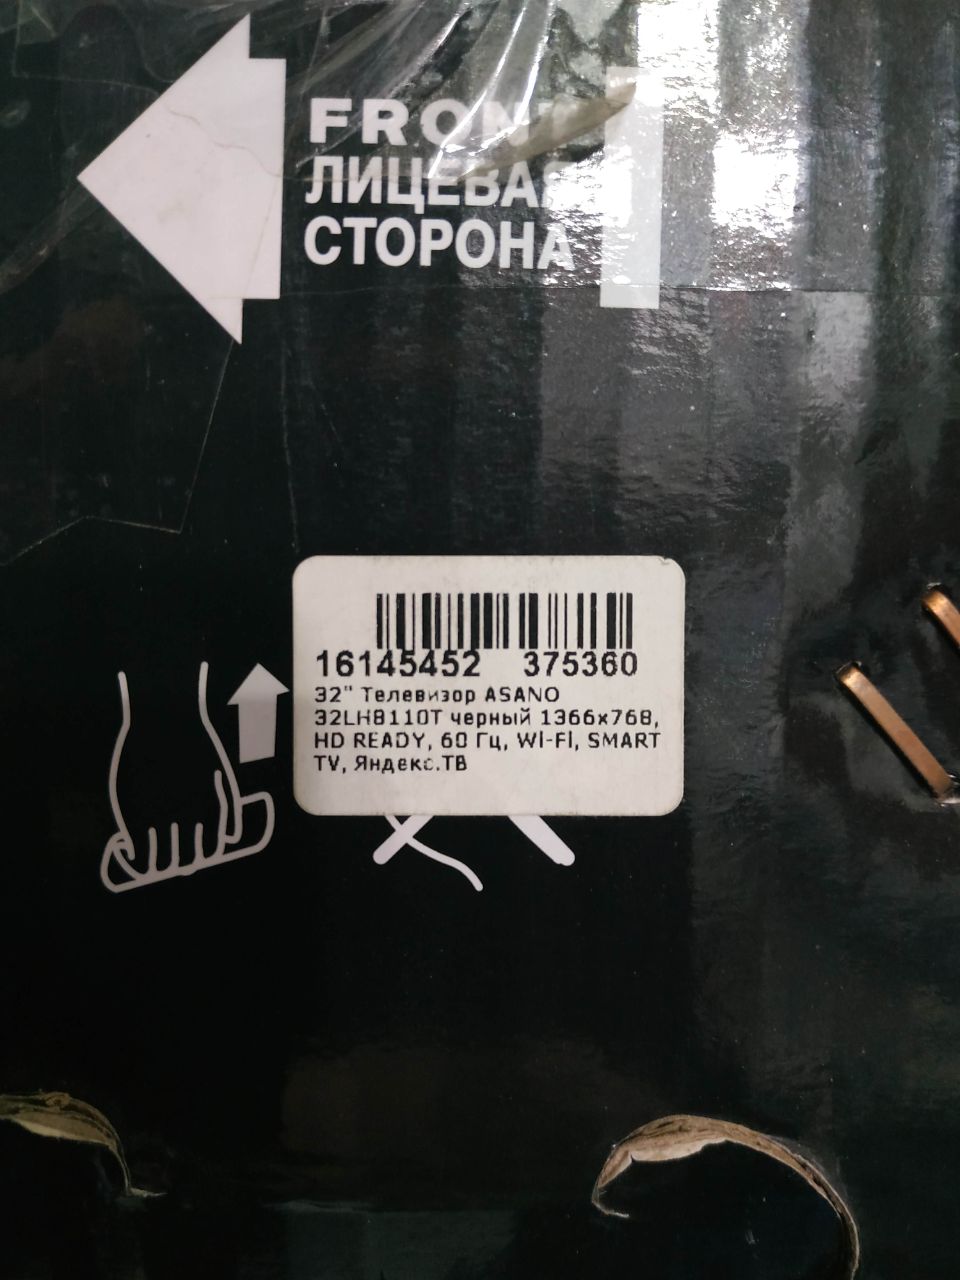 FRONT
ЛИЦЕВАЯ
СТОРОНА
16145452 375360
32" Телевизор ASANO
32LH8110T черный 1366x768,
HD READY, 60 Гц, Wi-Fi, SMART
TV, Яндекс.ТВ